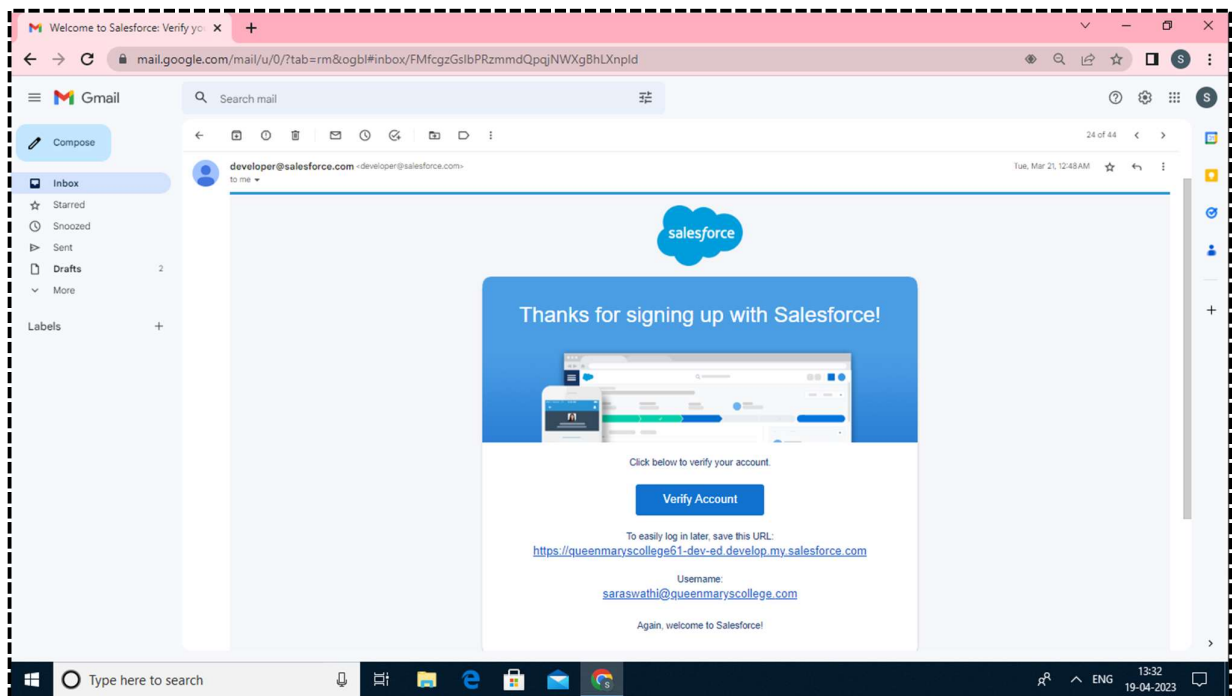 Welcome to Salesforce: Verify you
mail.google.com/mail/u/0/?tab=rm&ogbl#inbox/FMfcgzGslbPRzmmdQpqjNWXgBhLXnpld
S
Gmail
Search mail
S
Compose
24 of 44
Inbox
Starred
Snoozed
Sent
Drafts 2
More
Labels
developer@salesforce.com <developer@salesforce.com>
to me
Tue, Mar 21, 12:48 AM
salesforce
Thanks for signing up with Salesforce!
Click below to verify your account.
Verify Account
To easily log in later, save this URL:
https://queenmaryscollege61-dev-ed.develop.my.salesforce.com
Username:
saraswathi@queenmaryscollege.com
Again, welcome to Salesforce!
Type here to search
ENG
13:32
19-04-2023